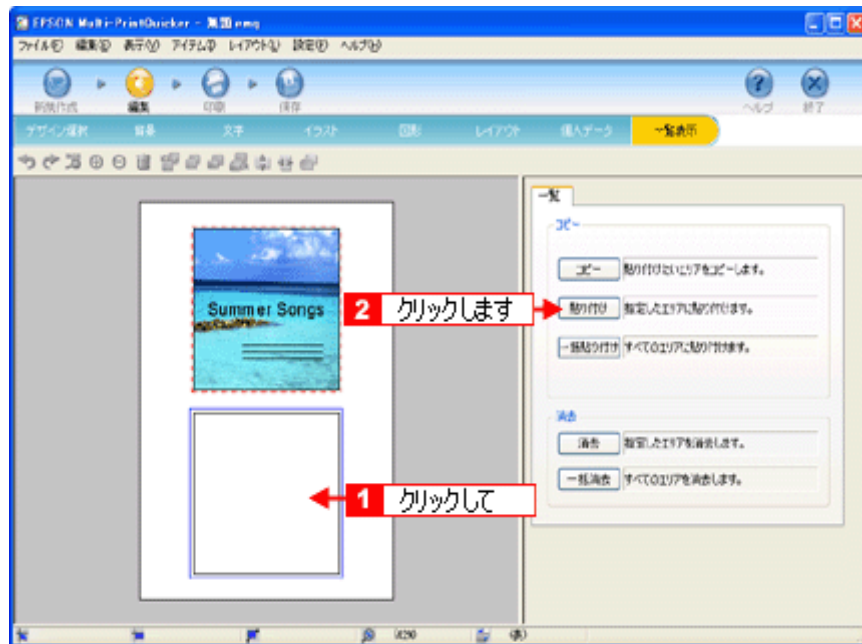 EPSON Multi-PrintQuicker - 無題.emq
ファイル(F) 編集(E) 表示(V) アイテム(I) レイアウト(L) 設定(P) ヘルプ(H)
新規作成 編集 印刷 保存 ヘルプ 終了
デザイン選択 背景 文字 イラスト 図形 レイアウト 個人データ 一覧表示
一覧
コピー
コピー 貼り付けたいエリアをコピーします。
Summer Songs
2 クリックします
貼り付け 指定したエリアに貼り付けます。
一括貼り付け すべてのエリアに貼り付けます。
消去
消去 指定したエリアを消去します。
一括消去 すべてのエリアを消去します。
1 クリックして